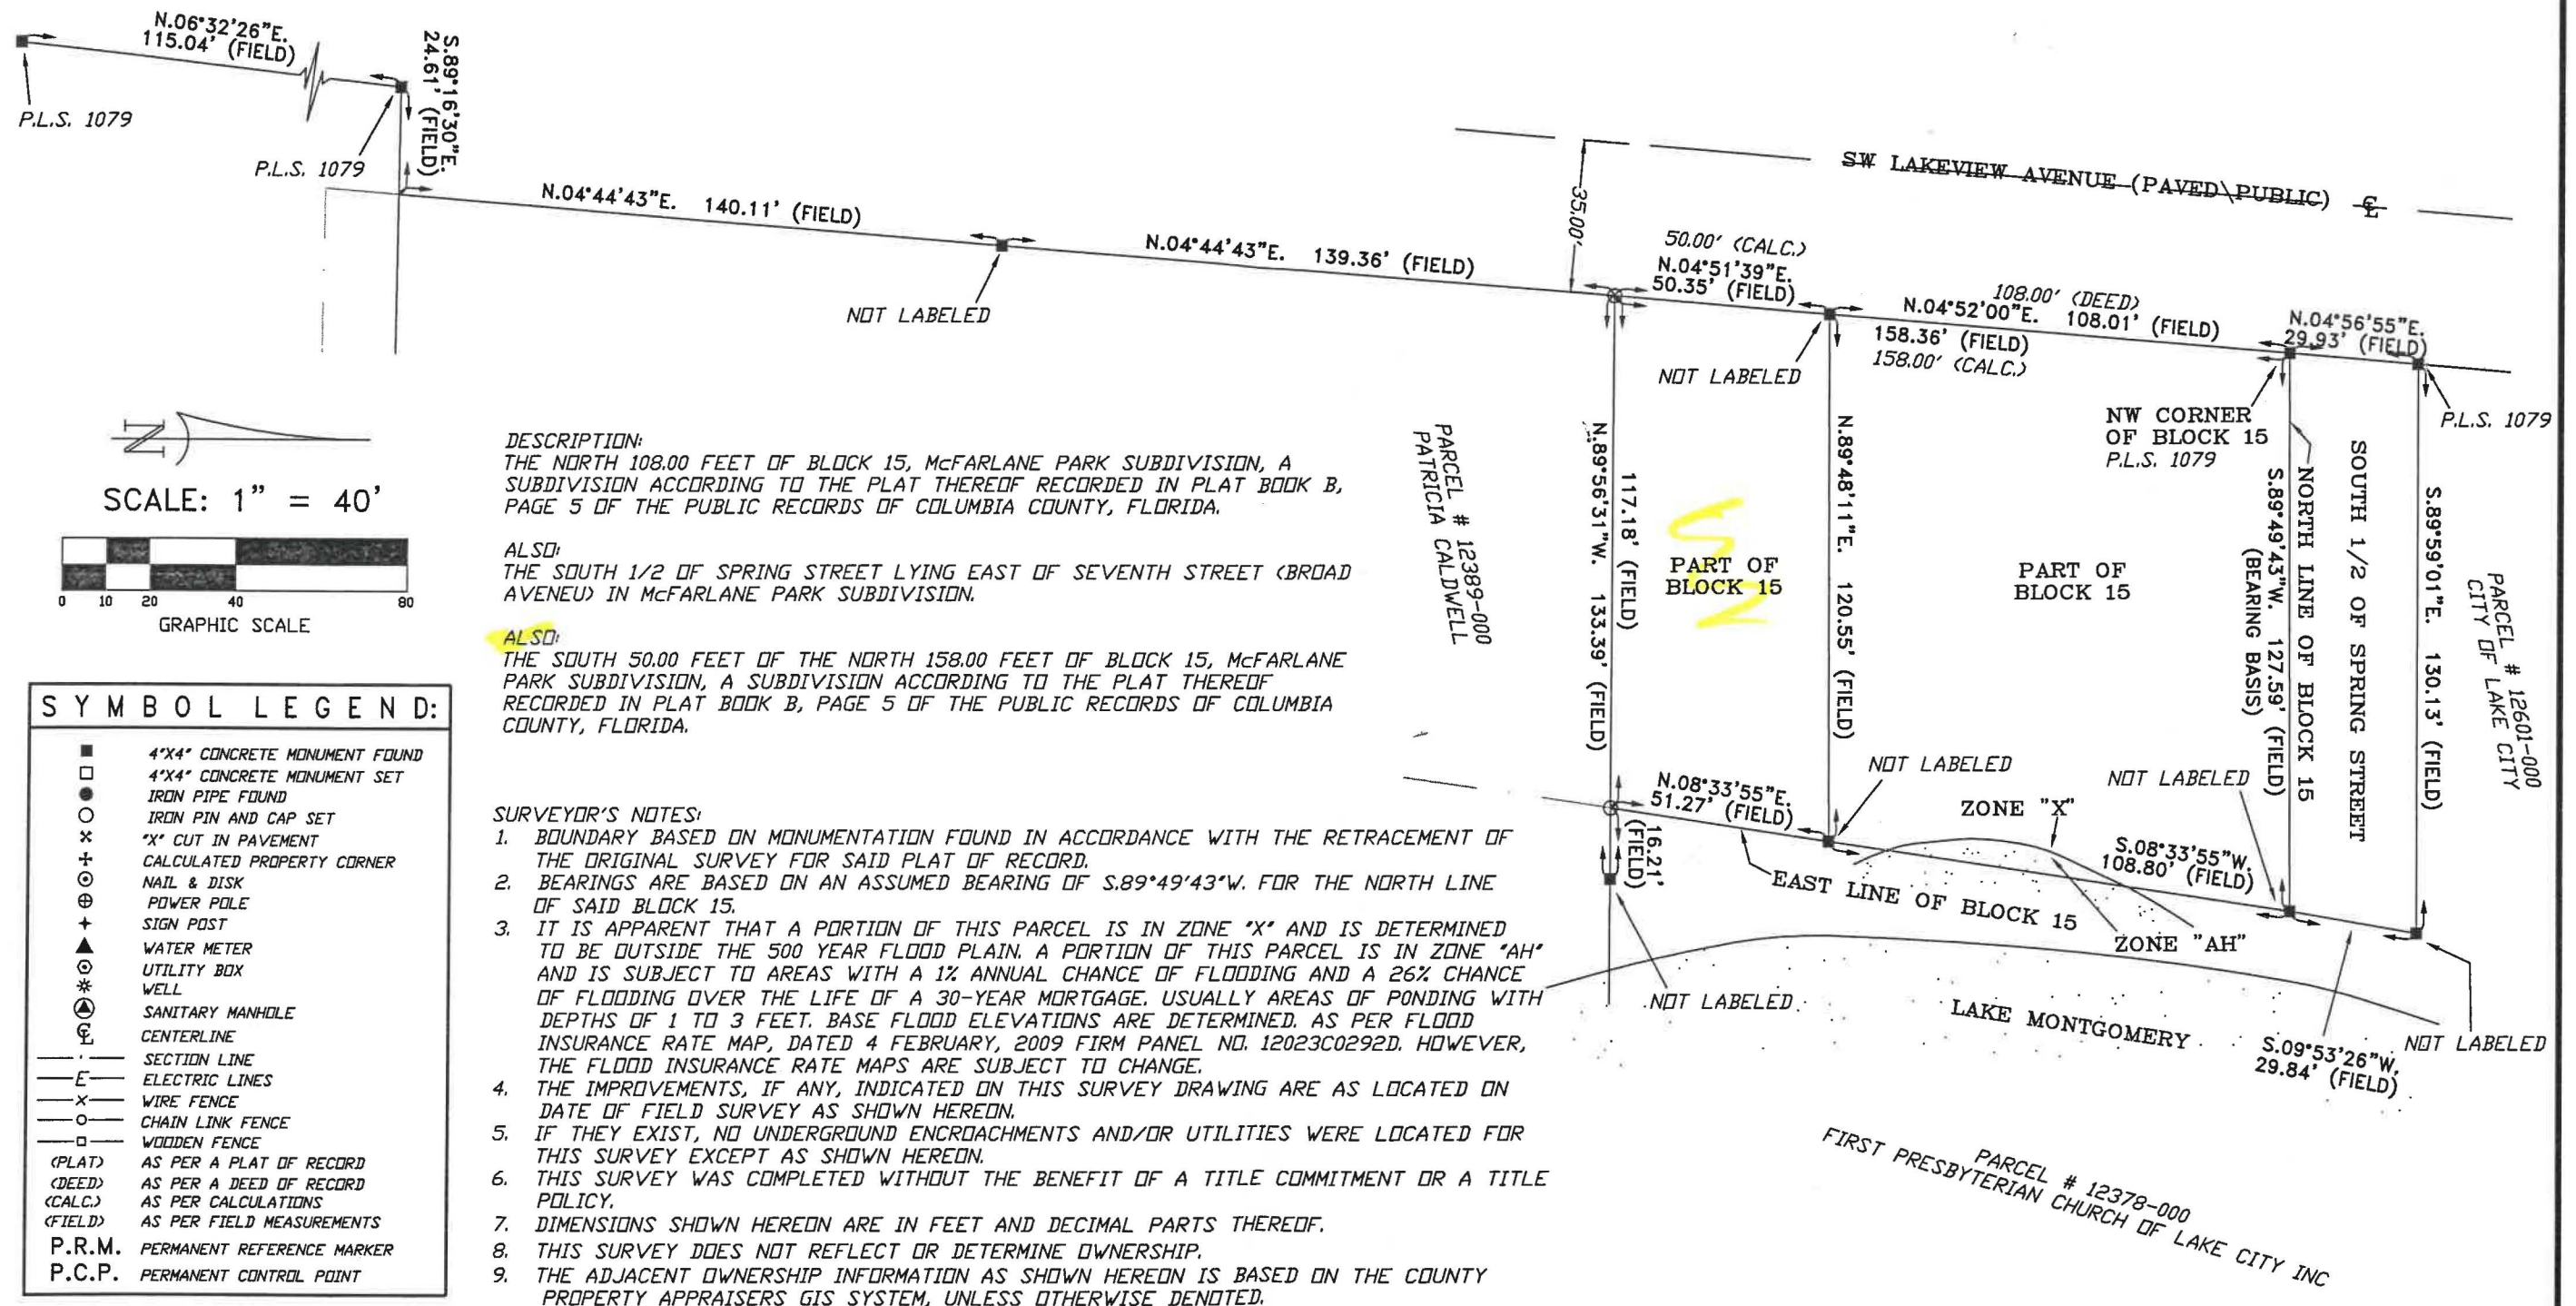 N.06°32'26"E.
115.04' (FIELD)
S.89°16'30"E.
24.61' (FIELD)
P.L.S. 1079
P.L.S. 1079
N.04°44'43"E. 140.11' (FIELD)
NOT LABELED
N.04°44'43"E. 139.36' (FIELD)
35.00'
SW LAKEVIEW AVENUE (PAVED\PUBLIC) ℄
50.00' (CALC.)
N.04°51'39"E.
50.35' (FIELD)
108.00' (DEED)
N.04°52'00"E. 108.01' (FIELD)
158.36' (FIELD)
158.00' (CALC.)
N.04°56'55"E.
29.93' (FIELD)
NOT LABELED
NW CORNER
OF BLOCK 15
P.L.S. 1079
P.L.S. 1079
PARCEL # 12389-000
PATRICIA CALDWELL
117.18' (FIELD)
N.89°56'31"W. 133.39' (FIELD)
PART OF
BLOCK 15
N.89°48'11"E. 120.55' (FIELD)
PART OF
BLOCK 15
NORTH LINE OF BLOCK 15
S.89°49'43"W. 127.59' (FIELD)
(BEARING BASIS)
SOUTH 1/2 OF SPRING STREET
S.89°59'01"E. 130.13' (FIELD)
PARCEL # 12601-000
CITY OF LAKE CITY
N.08°33'55"E.
51.27' (FIELD)
16.21'
(FIELD)
NOT LABELED
ZONE "X"
NOT LABELED
S.08°33'55"W.
108.80' (FIELD)
EAST LINE OF BLOCK 15
ZONE "AH"
NOT LABELED
LAKE MONTGOMERY
S.09°53'26"W.
29.84' (FIELD)
NOT LABELED
PARCEL # 12378-000
FIRST PRESBYTERIAN CHURCH OF LAKE CITY INC
N
SCALE: 1" = 40'
0 10 20 40 80
GRAPHIC SCALE
SYMBOL LEGEND:
4"X4" CONCRETE MONUMENT FOUND
4"X4" CONCRETE MONUMENT SET
IRON PIPE FOUND
IRON PIN AND CAP SET
"X" CUT IN PAVEMENT
CALCULATED PROPERTY CORNER
NAIL & DISK
POWER POLE
SIGN POST
WATER METER
UTILITY BOX
WELL
SANITARY MANHOLE
℄ CENTERLINE
SECTION LINE
E ELECTRIC LINES
X WIRE FENCE
CHAIN LINK FENCE
WOODEN FENCE
(PLAT) AS PER A PLAT OF RECORD
(DEED) AS PER A DEED OF RECORD
(CALC.) AS PER CALCULATIONS
(FIELD) AS PER FIELD MEASUREMENTS
P.R.M. PERMANENT REFERENCE MARKER
P.C.P. PERMANENT CONTROL POINT
DESCRIPTION:
THE NORTH 108.00 FEET OF BLOCK 15, McFARLANE PARK SUBDIVISION, A
SUBDIVISION ACCORDING TO THE PLAT THEREOF RECORDED IN PLAT BOOK B,
PAGE 5 OF THE PUBLIC RECORDS OF COLUMBIA COUNTY, FLORIDA.
ALSO:
THE SOUTH 1/2 OF SPRING STREET LYING EAST OF SEVENTH STREET (BROAD
AVENEU) IN McFARLANE PARK SUBDIVISION.
ALSO:
THE SOUTH 50.00 FEET OF THE NORTH 158.00 FEET OF BLOCK 15, McFARLANE
PARK SUBDIVISION, A SUBDIVISION ACCORDING TO THE PLAT THEREOF
RECORDED IN PLAT BOOK B, PAGE 5 OF THE PUBLIC RECORDS OF COLUMBIA
COUNTY, FLORIDA.
SURVEYOR'S NOTES:
1. BOUNDARY BASED ON MONUMENTATION FOUND IN ACCORDANCE WITH THE RETRACEMENT OF
THE ORIGINAL SURVEY FOR SAID PLAT OF RECORD.
2. BEARINGS ARE BASED ON AN ASSUMED BEARING OF S.89°49'43"W. FOR THE NORTH LINE
OF SAID BLOCK 15.
3. IT IS APPARENT THAT A PORTION OF THIS PARCEL IS IN ZONE "X" AND IS DETERMINED
TO BE OUTSIDE THE 500 YEAR FLOOD PLAIN. A PORTION OF THIS PARCEL IS IN ZONE "AH"
AND IS SUBJECT TO AREAS WITH A 1% ANNUAL CHANCE OF FLOODING AND A 26% CHANCE
OF FLOODING OVER THE LIFE OF A 30-YEAR MORTGAGE. USUALLY AREAS OF PONDING WITH
DEPTHS OF 1 TO 3 FEET. BASE FLOOD ELEVATIONS ARE DETERMINED. AS PER FLOOD
INSURANCE RATE MAP, DATED 4 FEBRUARY, 2009 FIRM PANEL NO. 12023C0292D. HOWEVER,
THE FLOOD INSURANCE RATE MAPS ARE SUBJECT TO CHANGE.
4. THE IMPROVEMENTS, IF ANY, INDICATED ON THIS SURVEY DRAWING ARE AS LOCATED ON
DATE OF FIELD SURVEY AS SHOWN HEREON.
5. IF THEY EXIST, NO UNDERGROUND ENCROACHMENTS AND/OR UTILITIES WERE LOCATED FOR
THIS SURVEY EXCEPT AS SHOWN HEREON.
6. THIS SURVEY WAS COMPLETED WITHOUT THE BENEFIT OF A TITLE COMMITMENT OR A TITLE
POLICY.
7. DIMENSIONS SHOWN HEREON ARE IN FEET AND DECIMAL PARTS THEREOF.
8. THIS SURVEY DOES NOT REFLECT OR DETERMINE OWNERSHIP.
9. THE ADJACENT OWNERSHIP INFORMATION AS SHOWN HEREON IS BASED ON THE COUNTY
PROPERTY APPRAISERS GIS SYSTEM, UNLESS OTHERWISE DENOTED.